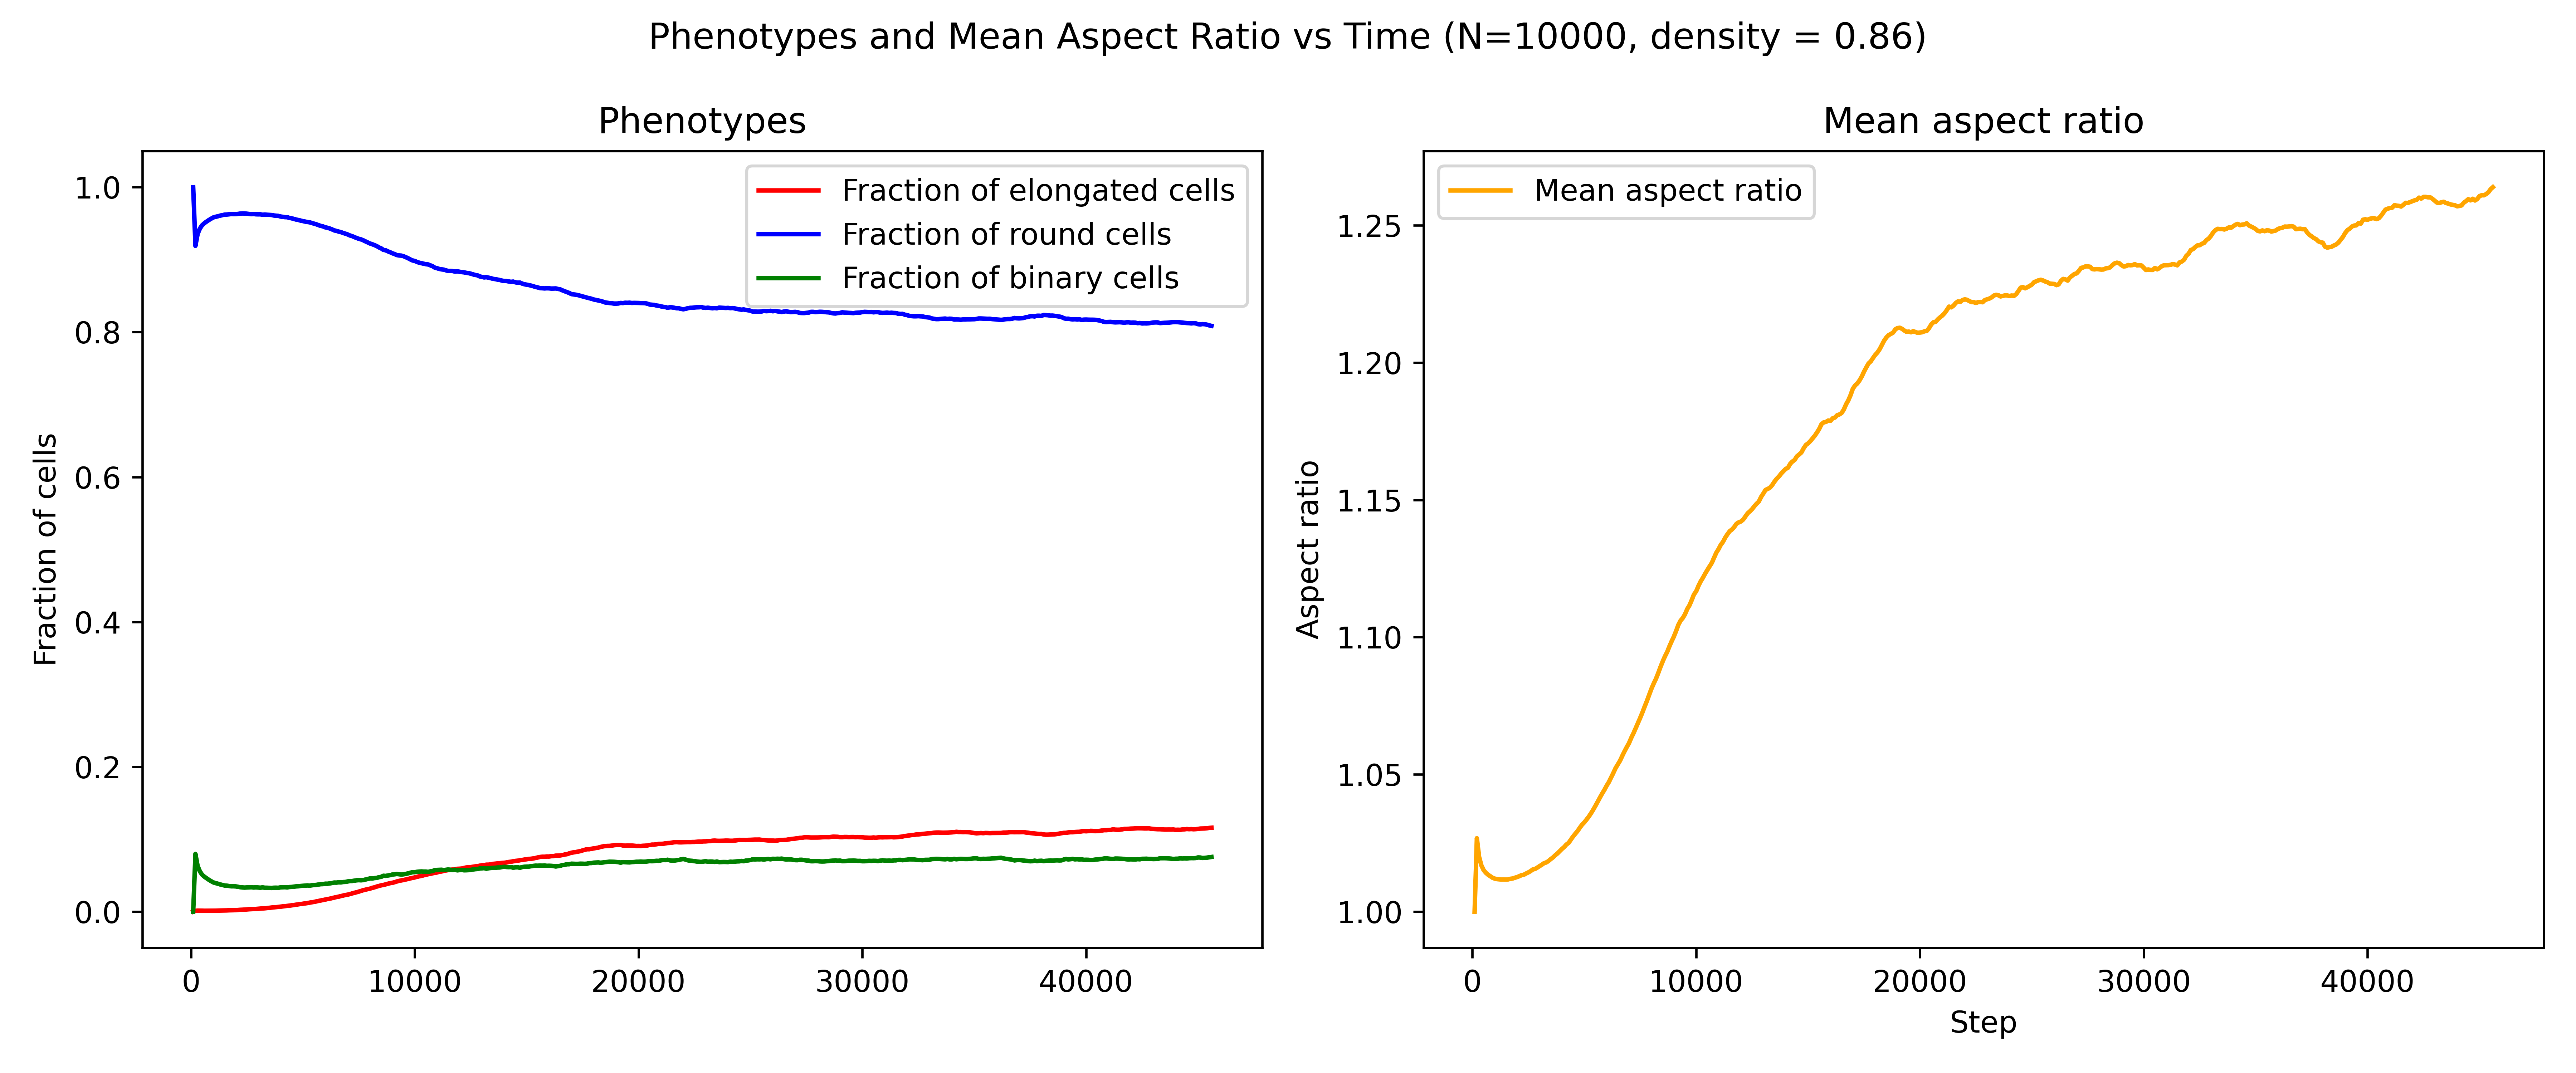 Phenotypes and Mean Aspect Ratio vs Time (N=10000, density = 0.86)
Phenotypes
Fraction of cells
1.0
0.8
0.6
0.4
0.2
0.0
Fraction of elongated cells
Fraction of round cells
Fraction of binary cells
0
10000
20000
30000
40000
Mean aspect ratio
Aspect ratio
1.25
1.20
1.15
1.10
1.05
1.00
Mean aspect ratio
0
10000
20000
30000
40000
Step